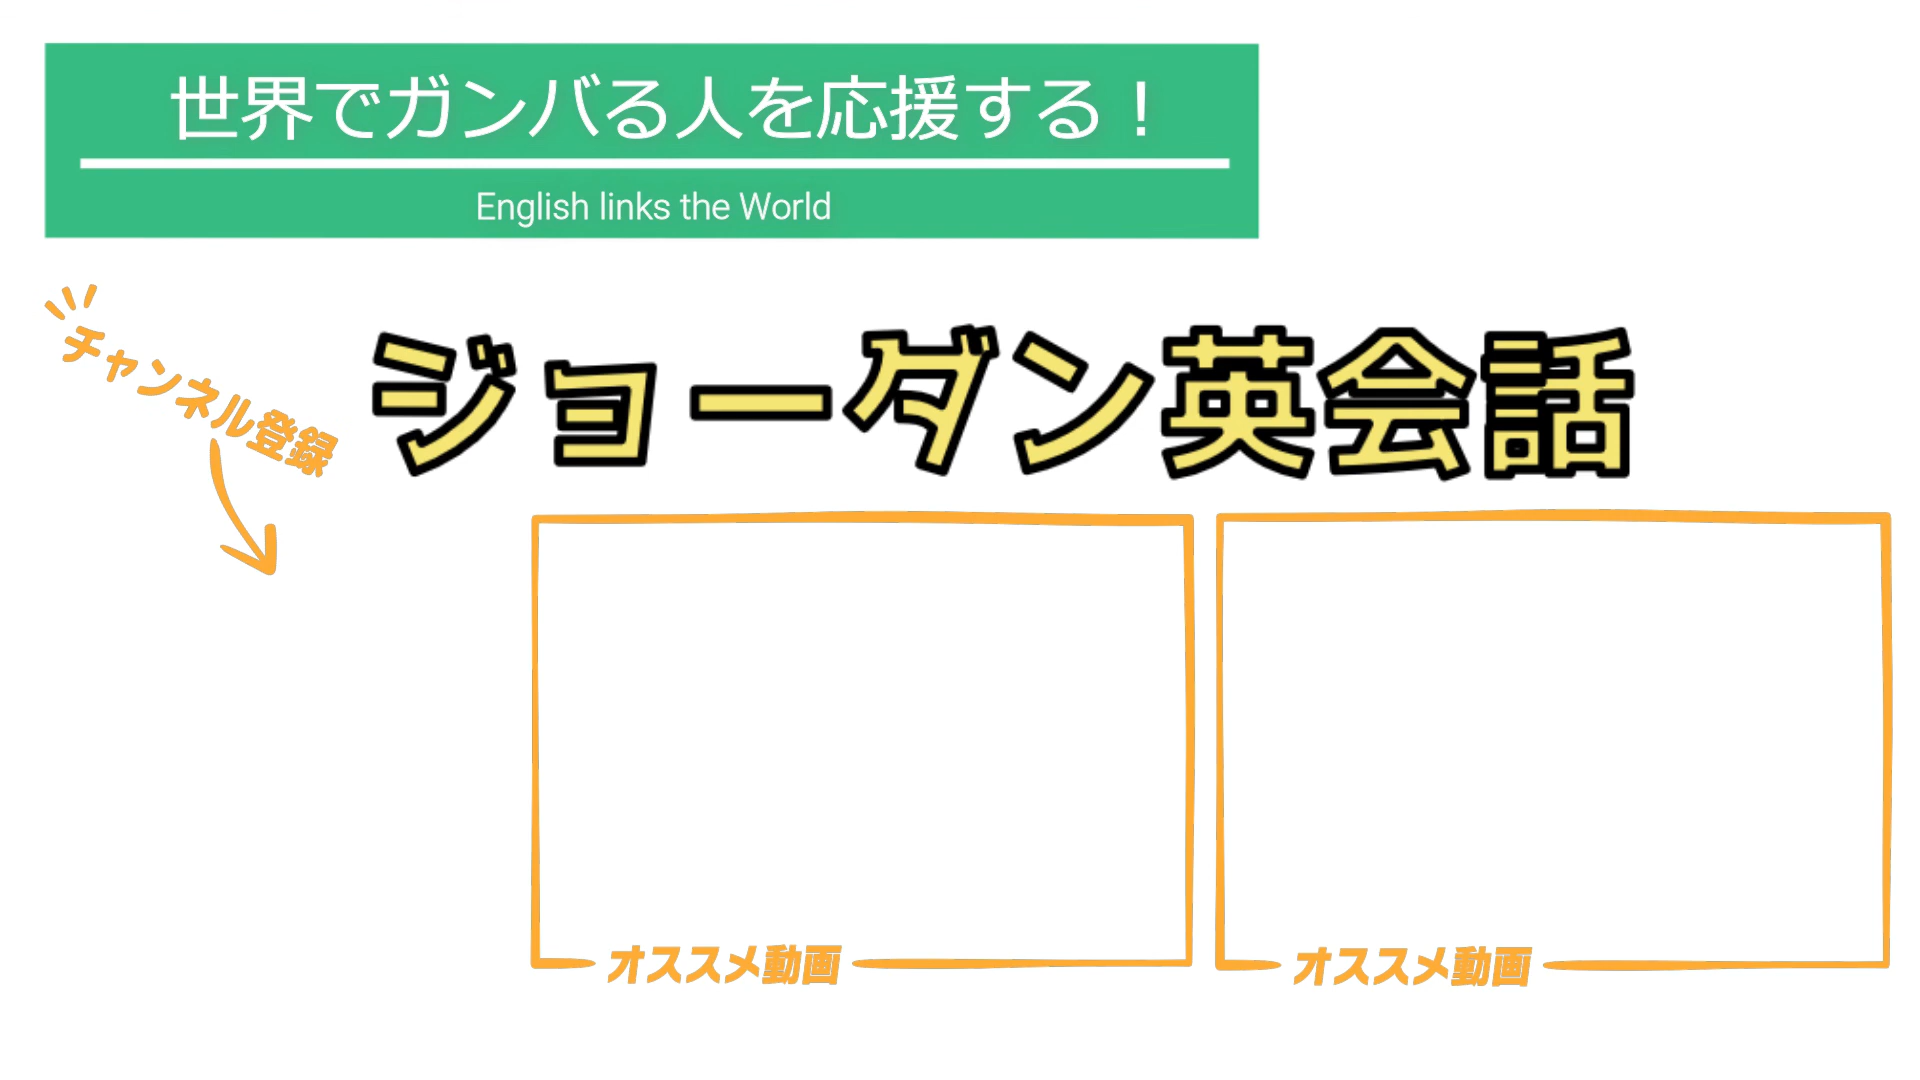 世界でガンバる人を応援する！
English links the World
チャンネル登録
ジョーダン英会話
オススメ動画
オススメ動画